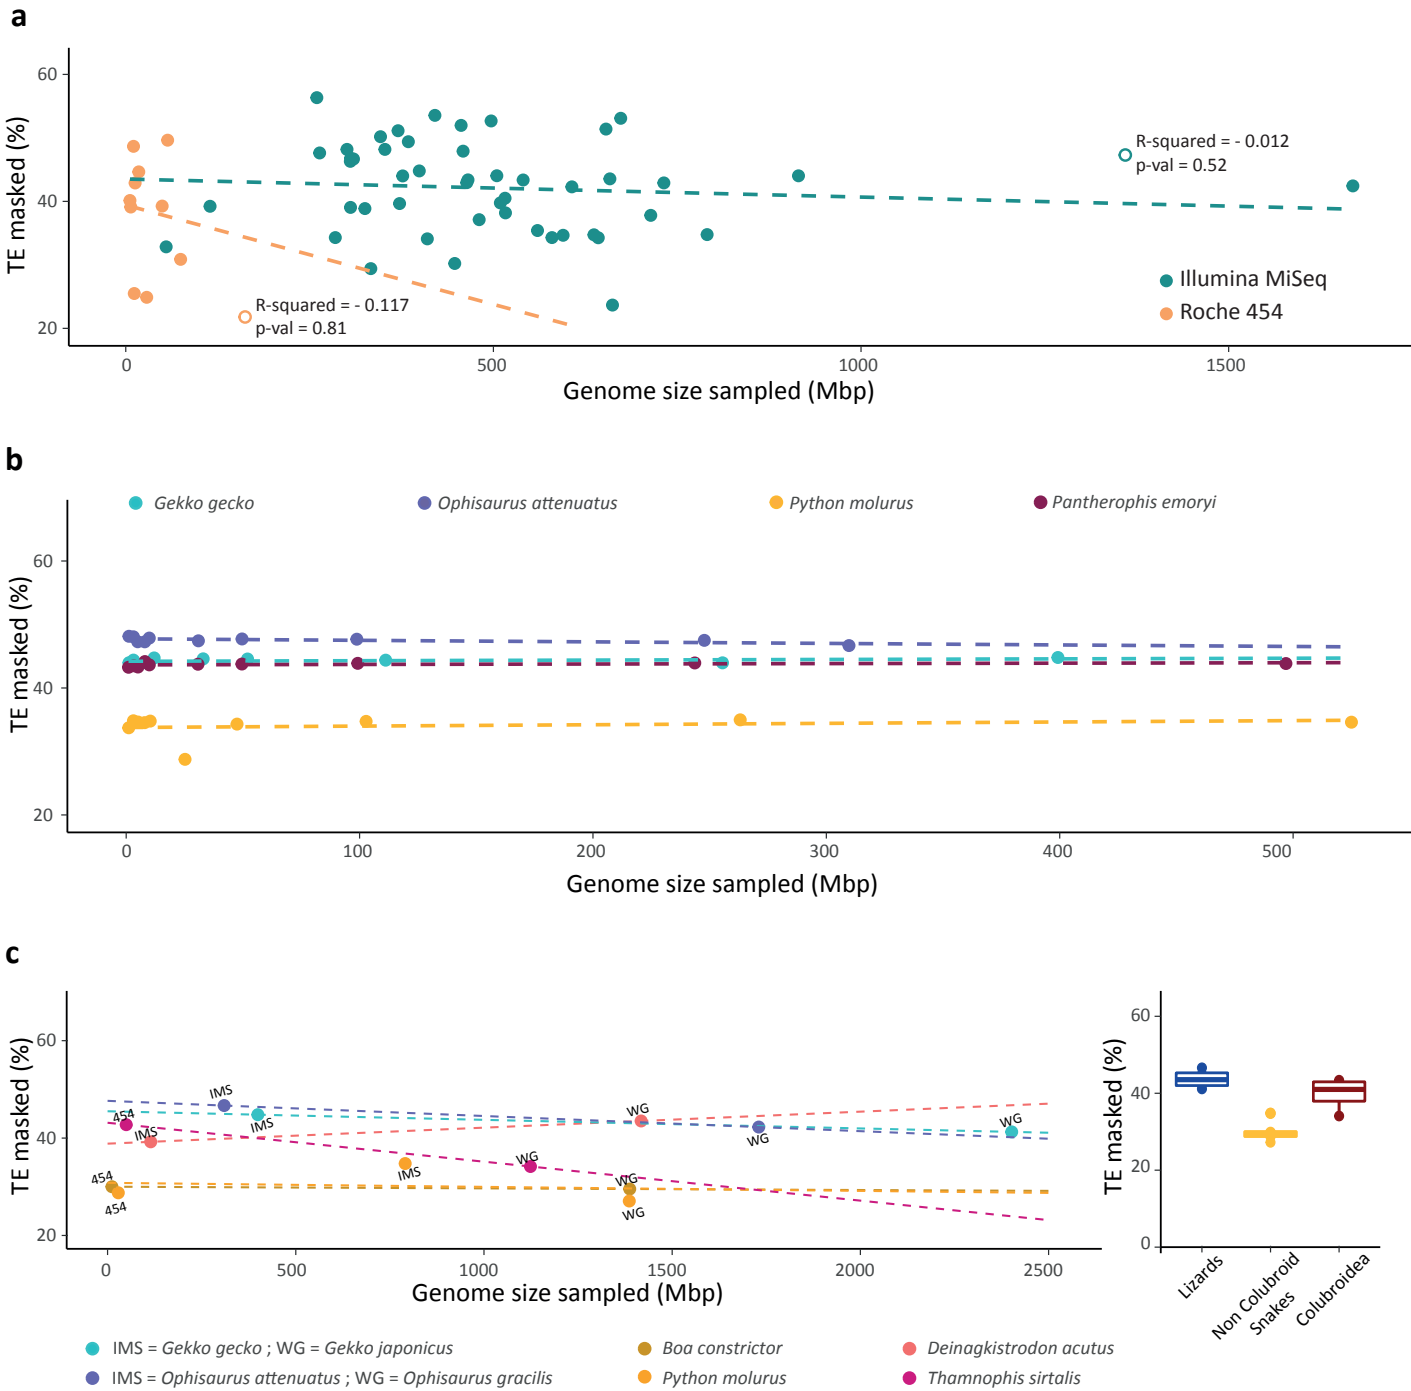 a
TE masked (%)
60
40
20
R-squared = - 0.012
p-val = 0.52
R-squared = - 0.117
p-val = 0.81
Illumina MiSeq
Roche 454
0 500 1000 1500
Genome size sampled (Mbp)
b
Gekko gecko Ophisaurus attenuatus Python molurus Pantherophis emoryi
TE masked (%)
60
40
20
0 100 200 300 400 500
Genome size sampled (Mbp)
c
TE masked (%)
60
40
20
IMS
454
IMS
IMS
WG
WG
WG
WG
454
454
IMS
WG
WG
0 500 1000 1500 2000 2500
Genome size sampled (Mbp)
TE masked (%)
60
40
20
0
Lizards
Non Colubroid
Snakes
Colubroidea
IMS = Gekko gecko ; WG = Gekko japonicus
IMS = Ophisaurus attenuatus ; WG = Ophisaurus gracilis
Boa constrictor
Python molurus
Deinagkistrodon acutus
Thamnophis sirtalis